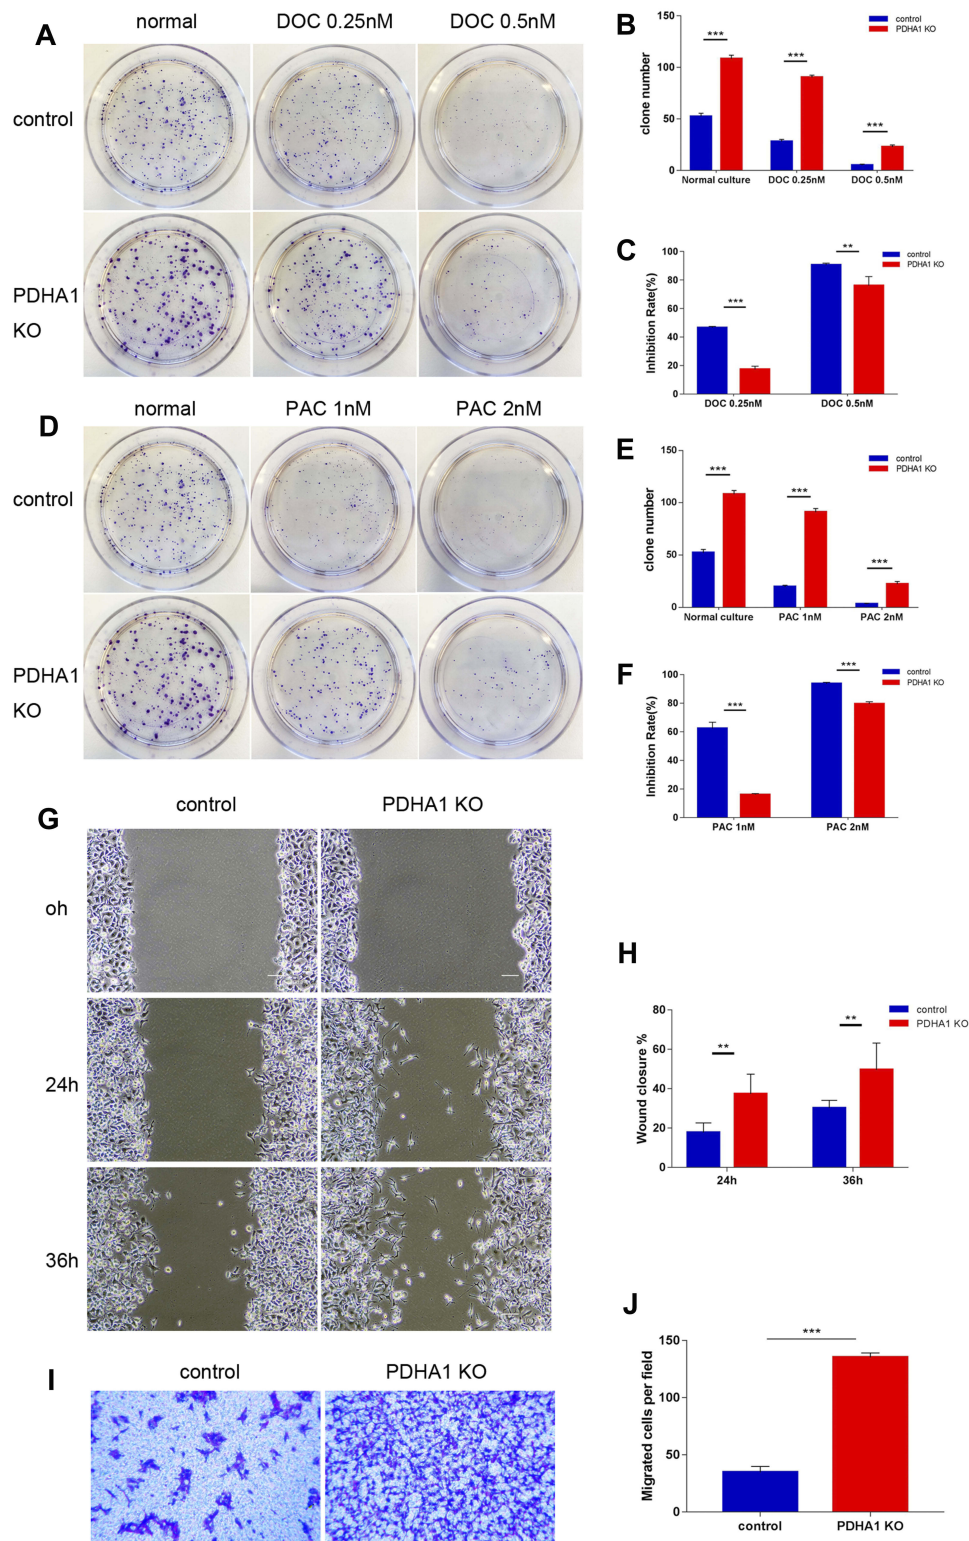 A
normal
DOC 0.25nM
DOC 0.5nM
control
PDHA1
KO
B
control
PDHA1 KO
clone number
150
100
50
0
***
***
***
Normal culture
DOC 0.25nM
DOC 0.5nM
C
control
PDHA1 KO
Inhibition Rate(%)
100
80
60
40
20
0
***
**
DOC 0.25nM
DOC 0.5nM
D
normal
PAC 1nM
PAC 2nM
control
PDHA1
KO
E
control
PDHA1 KO
clone number
150
100
50
0
***
***
***
Normal culture
PAC 1nM
PAC 2nM
F
control
PDHA1 KO
Inhibition Rate(%)
100
80
60
40
20
0
***
***
PAC 1nM
PAC 2nM
G
control
PDHA1 KO
oh
24h
36h
H
control
PDHA1 KO
Wound closure %
80
60
40
20
0
**
**
24h
36h
I
control
PDHA1 KO
J
Migrated cells per field
150
100
50
0
***
control
PDHA1 KO